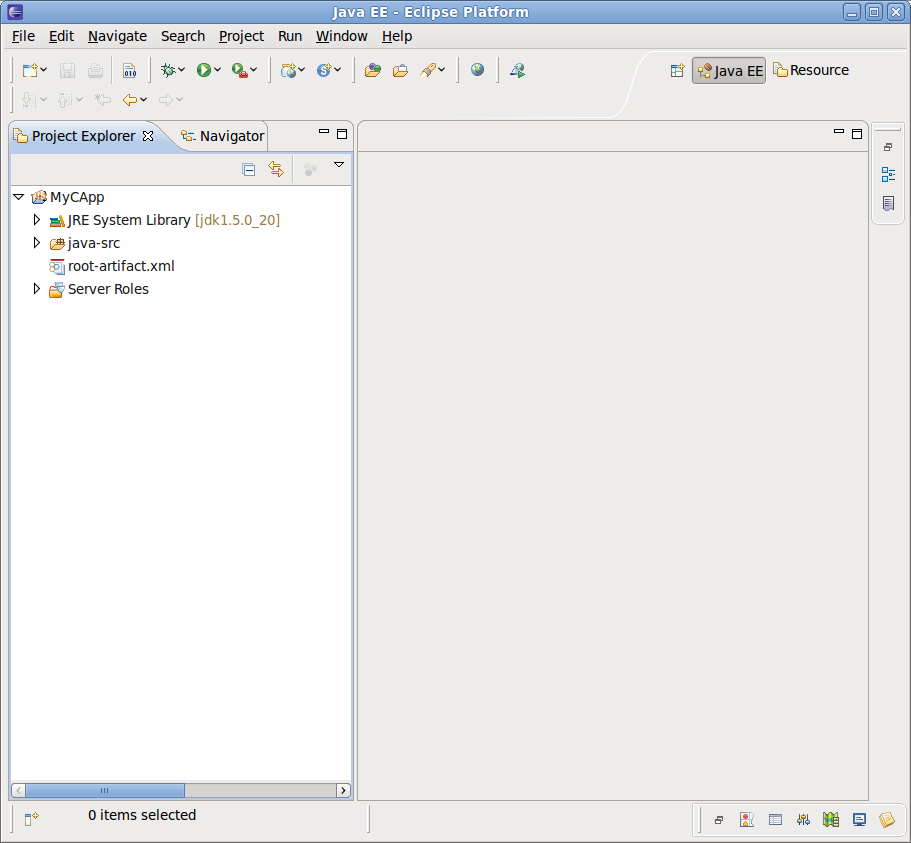 Java EE - Eclipse Platform
File Edit Navigate Search Project Run Window Help
Java EE Resource
Project Explorer Navigator
MyCApp
JRE System Library [jdk1.5.0_20]
java-src
root-artifact.xml
Server Roles
0 items selected